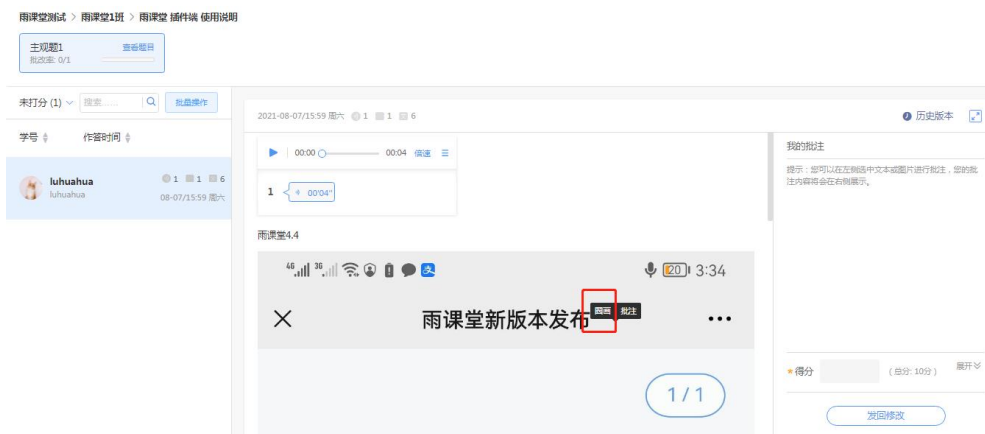 雨课堂测试 > 雨课堂1班 > 雨课堂 插件端 使用说明
主观题1 查看题目
批改率: 0/1
未打分 (1) 搜索...... 批量操作
学号 作答时间
luhuahua 1 1 6
luhuahua 08-07/15:59 周六
2021-08-07/15:59 周六 1 1 6 历史版本
00:00 00:04 倍速
1 00'04"
雨课堂4.4
46 36 20 3:34
雨课堂新版本发布 圈画 批注 ...
1/1
我的批注
提示：您可以在左侧选中文本或图片进行批注，您的批
注内容将会在右侧展示。
*得分 (总分: 10分) 展开
发回修改